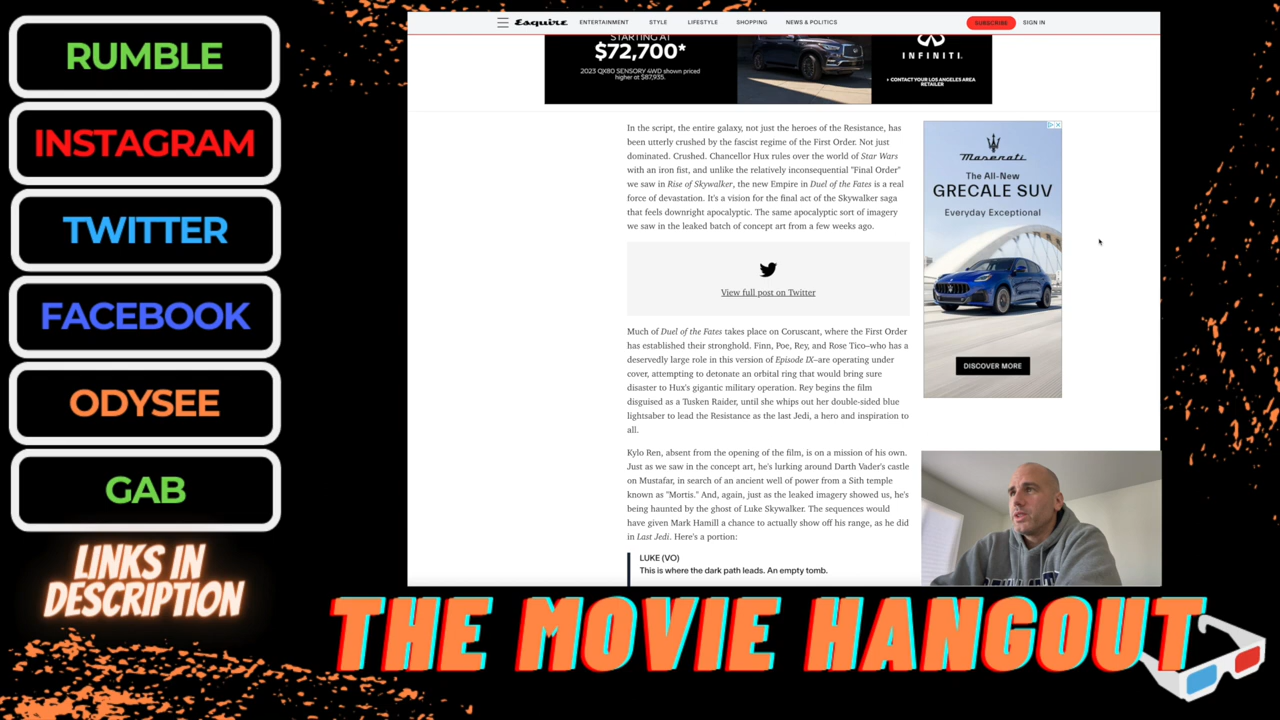 RUMBLE
INSTAGRAM
TWITTER
FACEBOOK
ODYSEE
GAB
LINKS IN
DESCRIPTION
Esquire
ENTERTAINMENT STYLE LIFESTYLE SHOPPING NEWS & POLITICS
SUBSCRIBE SIGN IN
STARTING AT
$72,700*
2023 QX80 SENSORY 4WD shown priced
higher at $87,935.
INFINITI.
› CONTACT YOUR LOS ANGELES AREA
RETAILER
In the script, the entire galaxy, not just the heroes of the Resistance, has
been utterly crushed by the fascist regime of the First Order. Not just
dominated. Crushed. Chancellor Hux rules over the world of Star Wars
with an iron fist, and unlike the relatively inconsequential "Final Order"
we saw in Rise of Skywalker, the new Empire in Duel of the Fates is a real
force of devastation. It's a vision for the final act of the Skywalker saga
that feels downright apocalyptic. The same apocalyptic sort of imagery
we saw in the leaked batch of concept art from a few weeks ago.
View full post on Twitter
Much of Duel of the Fates takes place on Coruscant, where the First Order
has established their stronghold. Finn, Poe, Rey, and Rose Tico–who has a
deservedly large role in this version of Episode IX–are operating under
cover, attempting to detonate an orbital ring that would bring sure
disaster to Hux's gigantic military operation. Rey begins the film
disguised as a Tusken Raider, until she whips out her double-sided blue
lightsaber to lead the Resistance as the last Jedi, a hero and inspiration to
all.
Kylo Ren, absent from the opening of the film, is on a mission of his own.
Just as we saw in the concept art, he's lurking around Darth Vader's castle
on Mustafar, in search of an ancient well of power from a Sith temple
known as "Mortis." And, again, just as the leaked imagery showed us, he's
being haunted by the ghost of Luke Skywalker. The sequences would
have given Mark Hamill a chance to actually show off his range, as he did
in Last Jedi. Here's a portion:
LUKE (VO)
This is where the dark path leads. An empty tomb.
Maserati
The All-New
GRECALE SUV
Everyday Exceptional
DISCOVER MORE
THE MOVIE HANGOUT